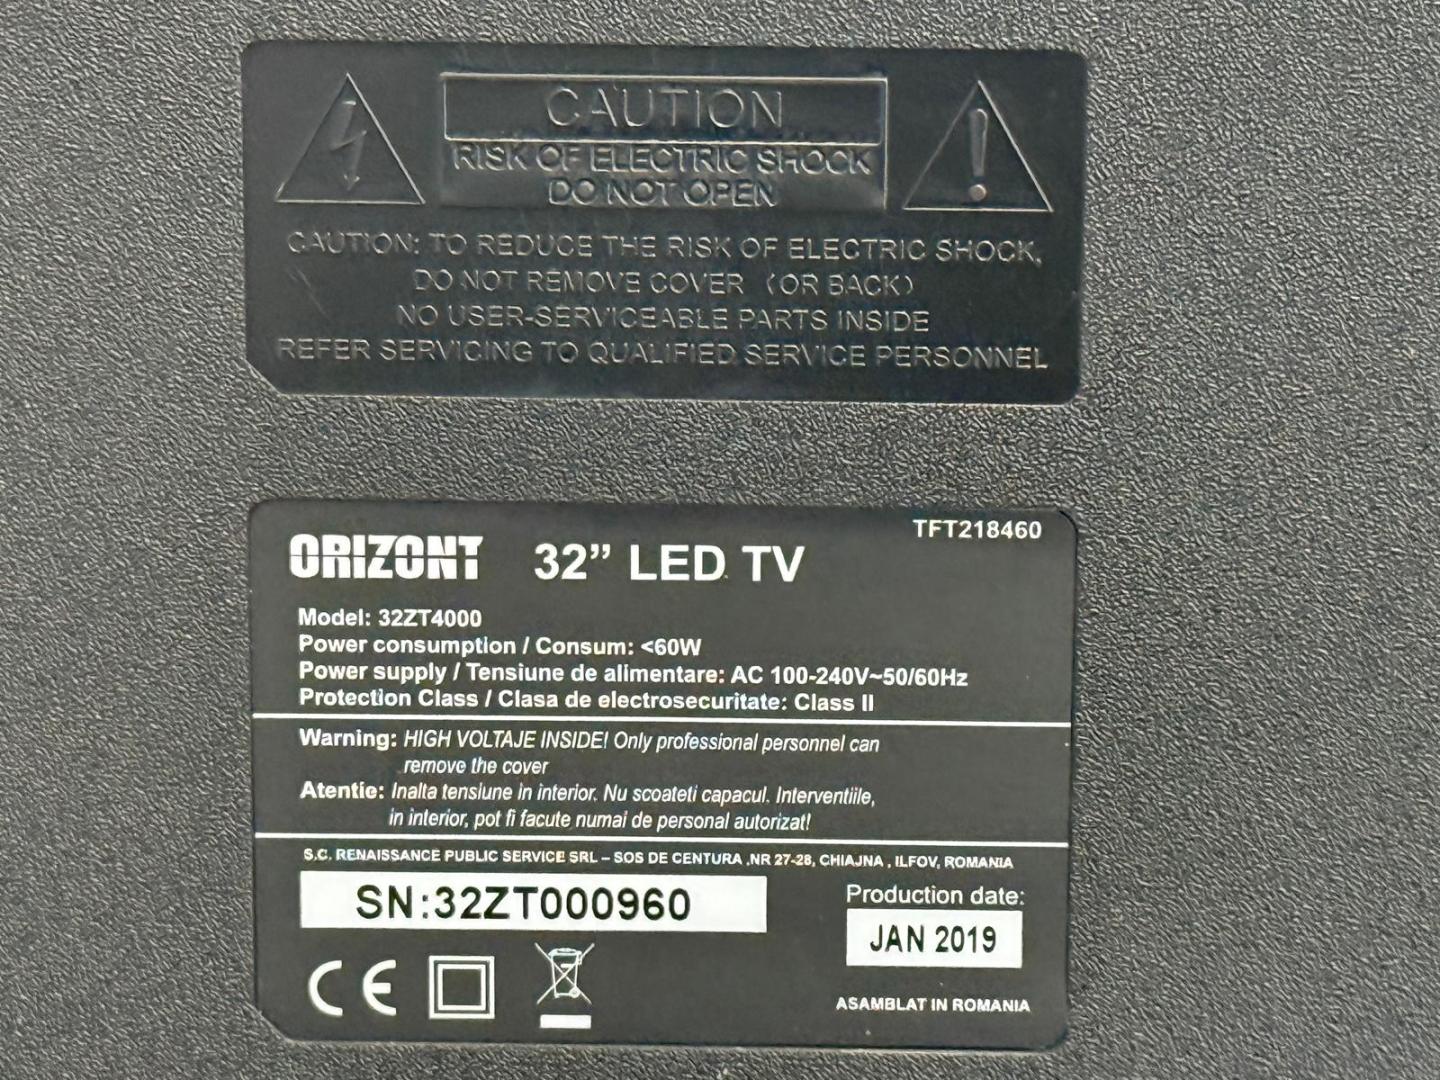 CAUTION
RISK OF ELECTRIC SHOCK
DO NOT OPEN
CAUTION: TO REDUCE THE RISK OF ELECTRIC SHOCK,
DO NOT REMOVE COVER (OR BACK)
NO USER-SERVICEABLE PARTS INSIDE
REFER SERVICING TO QUALIFIED SERVICE PERSONNEL
TFT218460
ORIZONT 32” LED TV
Model: 32ZT4000
Power consumption / Consum: <60W
Power supply / Tensiune de alimentare: AC 100-240V~50/60Hz
Protection Class / Clasa de electrosecuritate: Class II
Warning: HIGH VOLTAJE INSIDE! Only professional personnel can
remove the cover
Atentie: Inalta tensiune in interior. Nu scoateti capacul. Interventiile,
in interior, pot fi facute numai de personal autorizat!
S.C. RENAISSANCE PUBLIC SERVICE SRL – SOS DE CENTURA ,NR 27-28, CHIAJNA , ILFOV, ROMANIA
SN:32ZT000960
Production date:
JAN 2019
CE
ASAMBLAT IN ROMANIA